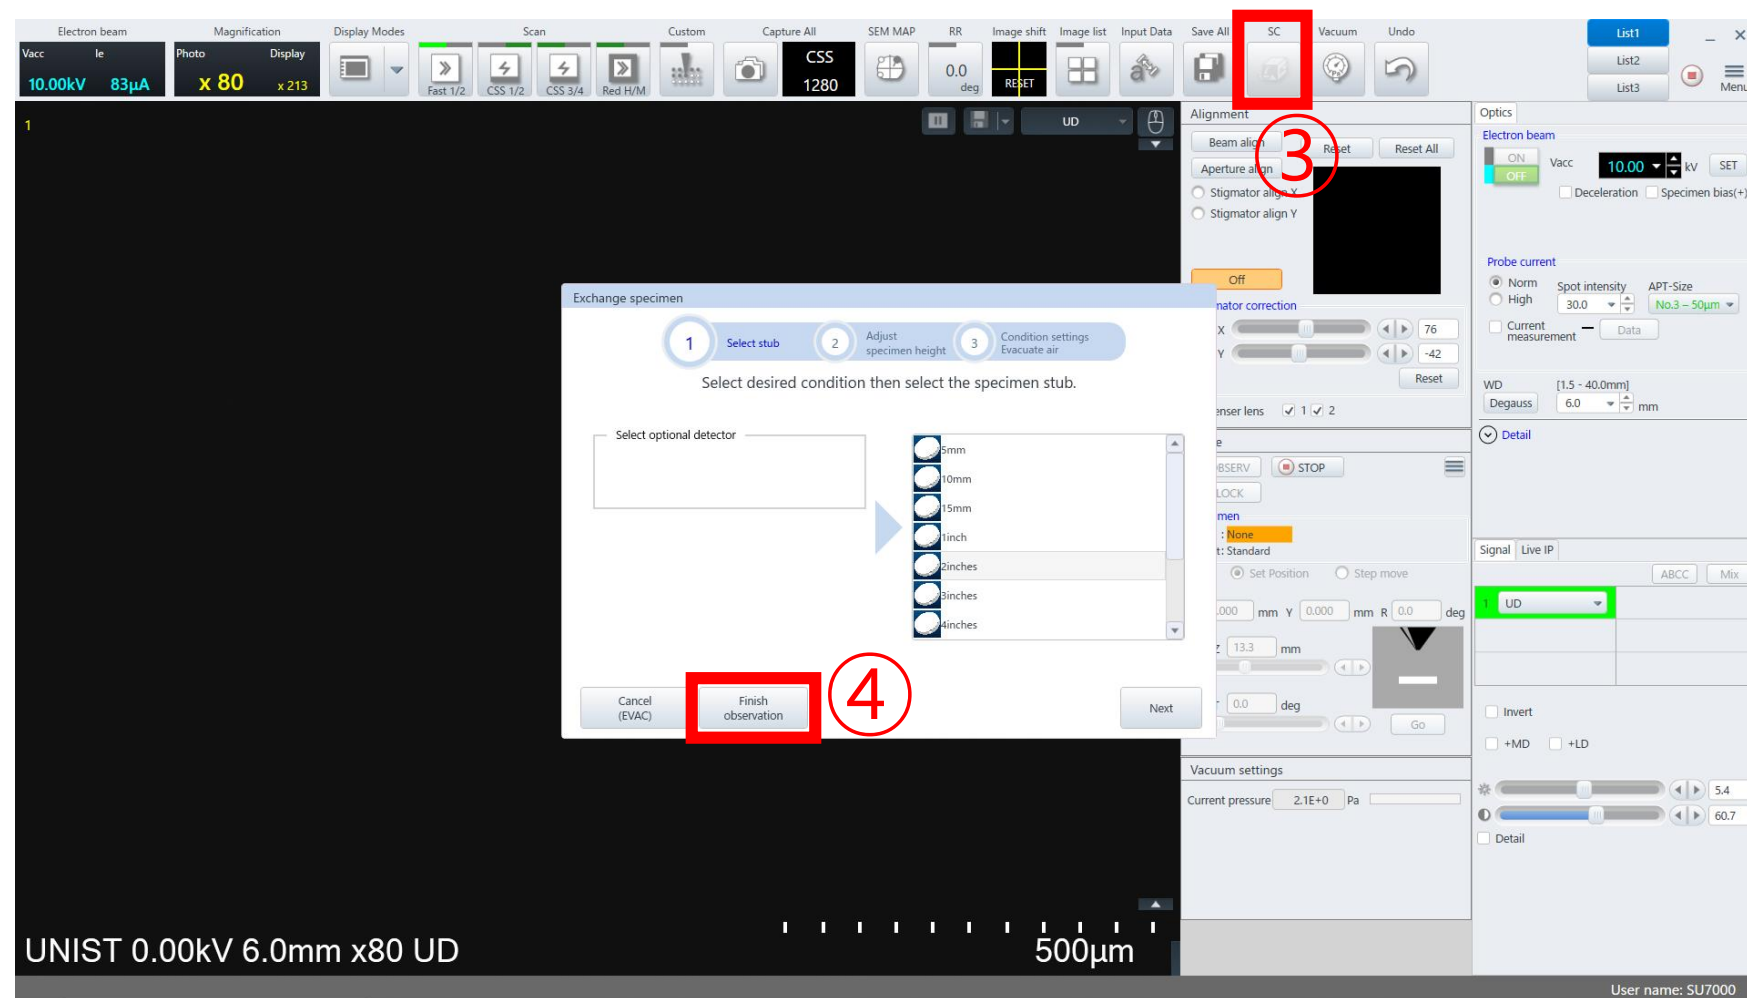 Electron beam
Magnification
Display Modes
Scan
Custom
Capture All
SEM MAP
RR
Image shift
Image list
Input Data
Save All
SC
Vacuum
Undo
List1
List2
List3
Menu
Vacc Ie
10.00kV 83µA
Photo Display
x 80 x 213
Fast 1/2
CSS 1/2
CSS 3/4
Red H/M
CSS
1280
0.0
deg
RESET
1
UD
Alignment
Beam align
Reset
Reset All
Aperture align
Stigmator align X
Stigmator align Y
③
Off
mator correction
X 76
Y -42
Reset
enser lens 1 2
e
BSERV
STOP
LOCK
men
: None
t: Standard
Set Position
Step move
.000 mm Y 0.000 mm R 0.0 deg
Z 13.3 mm
0.0 deg
Go
Vacuum settings
Current pressure 2.1E+0 Pa
Exchange specimen
1 Select stub
2 Adjust
specimen height
3 Condition settings
Evacuate air
Select desired condition then select the specimen stub.
Select optional detector
5mm
10mm
15mm
1inch
2inches
3inches
4inches
Cancel
(EVAC)
Finish
observation
④
Next
Optics
Electron beam
ON
OFF
Vacc 10.00 kV SET
Deceleration Specimen bias(+)
Probe current
Norm
High
Spot intensity
30.0
APT-Size
No.3 – 50µm
Current
measurement
Data
WD [1.5 - 40.0mm]
Degauss 6.0 mm
Detail
Signal Live IP
ABCC Mix
1 UD
Invert
+MD +LD
5.4
60.7
Detail
UNIST 0.00kV 6.0mm x80 UD
500µm
User name: SU7000